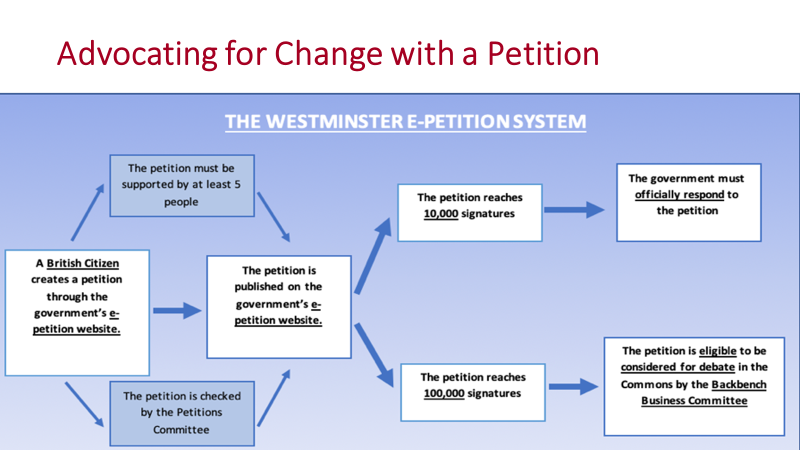 Advocating for Change with a Petition
THE WESTMINSTER E-PETITION SYSTEM
The petition must be
supported by at least 5
people
A British Citizen
creates a petition
through the
government's e-
petition website.
The petition is checked
by the Petitions
Committee
The petition is
published on the
government's e-
petition website.
The petition reaches
10,000 signatures
The government must
officially respond to
the petition
The petition reaches
100,000 signatures
The petition is eligible to be
considered for debate in the
Commons by the Backbench
Business Committee